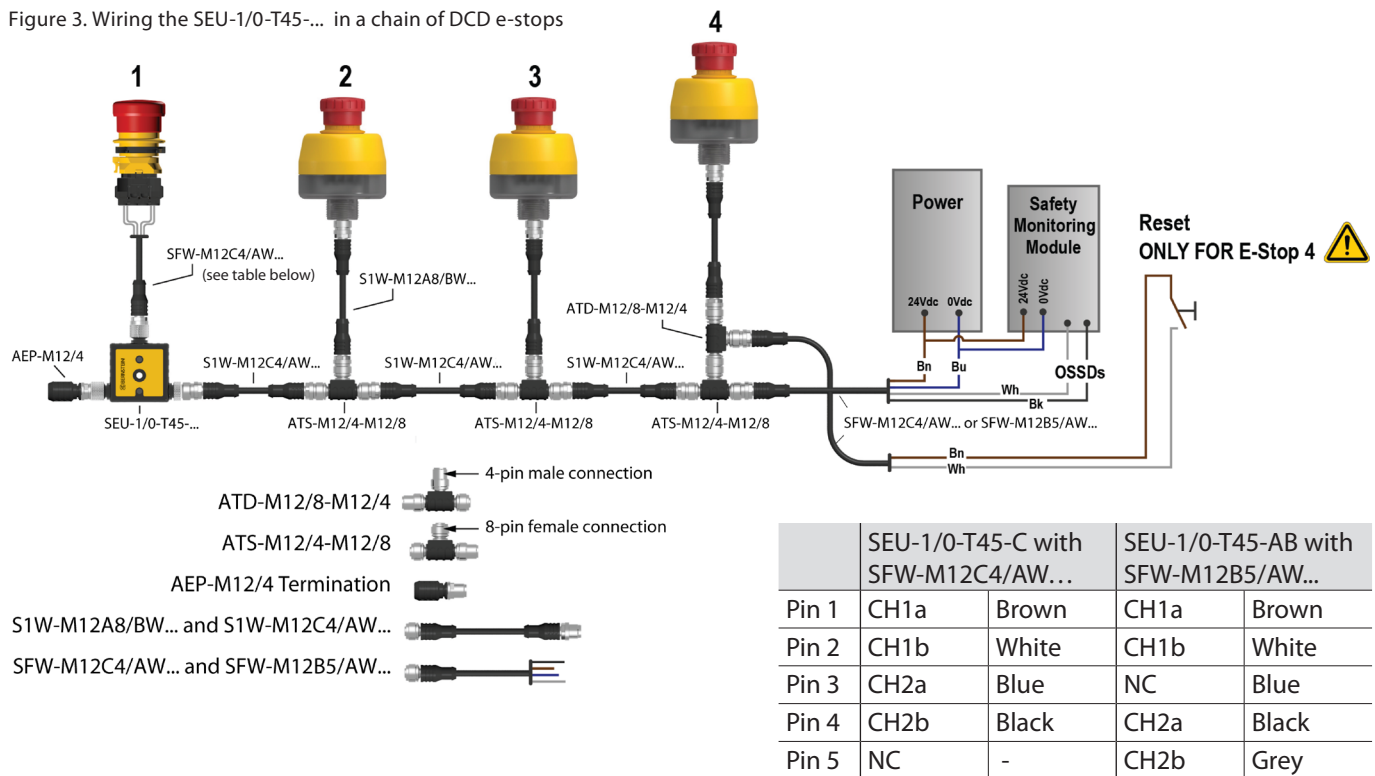 Figure 3. Wiring the SEU-1/0-T45-... in a chain of DCD e-stops
1
2
3
4
SFW-M12C4/AW...
(see table below)
S1W-M12A8/BW...
ATD-M12/8-M12/4
Power
24Vdc 0Vdc
Safety
Monitoring
Module
24Vdc
0Vdc
Reset
ONLY FOR E-Stop 4
AEP-M12/4
S1W-M12C4/AW...
S1W-M12C4/AW...
S1W-M12C4/AW...
Bn
Bu
OSSDs
Wh
Bk
SEU-1/0-T45-...
ATS-M12/4-M12/8
ATS-M12/4-M12/8
ATS-M12/4-M12/8
SFW-M12C4/AW... or SFW-M12B5/AW...
Bn
Wh
4-pin male connection
ATD-M12/8-M12/4
8-pin female connection
ATS-M12/4-M12/8
AEP-M12/4 Termination
S1W-M12A8/BW... and S1W-M12C4/AW...
SFW-M12C4/AW... and SFW-M12B5/AW...
SEU-1/0-T45-C with
SFW-M12C4/AW...
SEU-1/0-T45-AB with
SFW-M12B5/AW...
Pin 1 CH1a Brown CH1a Brown
Pin 2 CH1b White CH1b White
Pin 3 CH2a Blue NC Blue
Pin 4 CH2b Black CH2a Black
Pin 5 NC - CH2b Grey